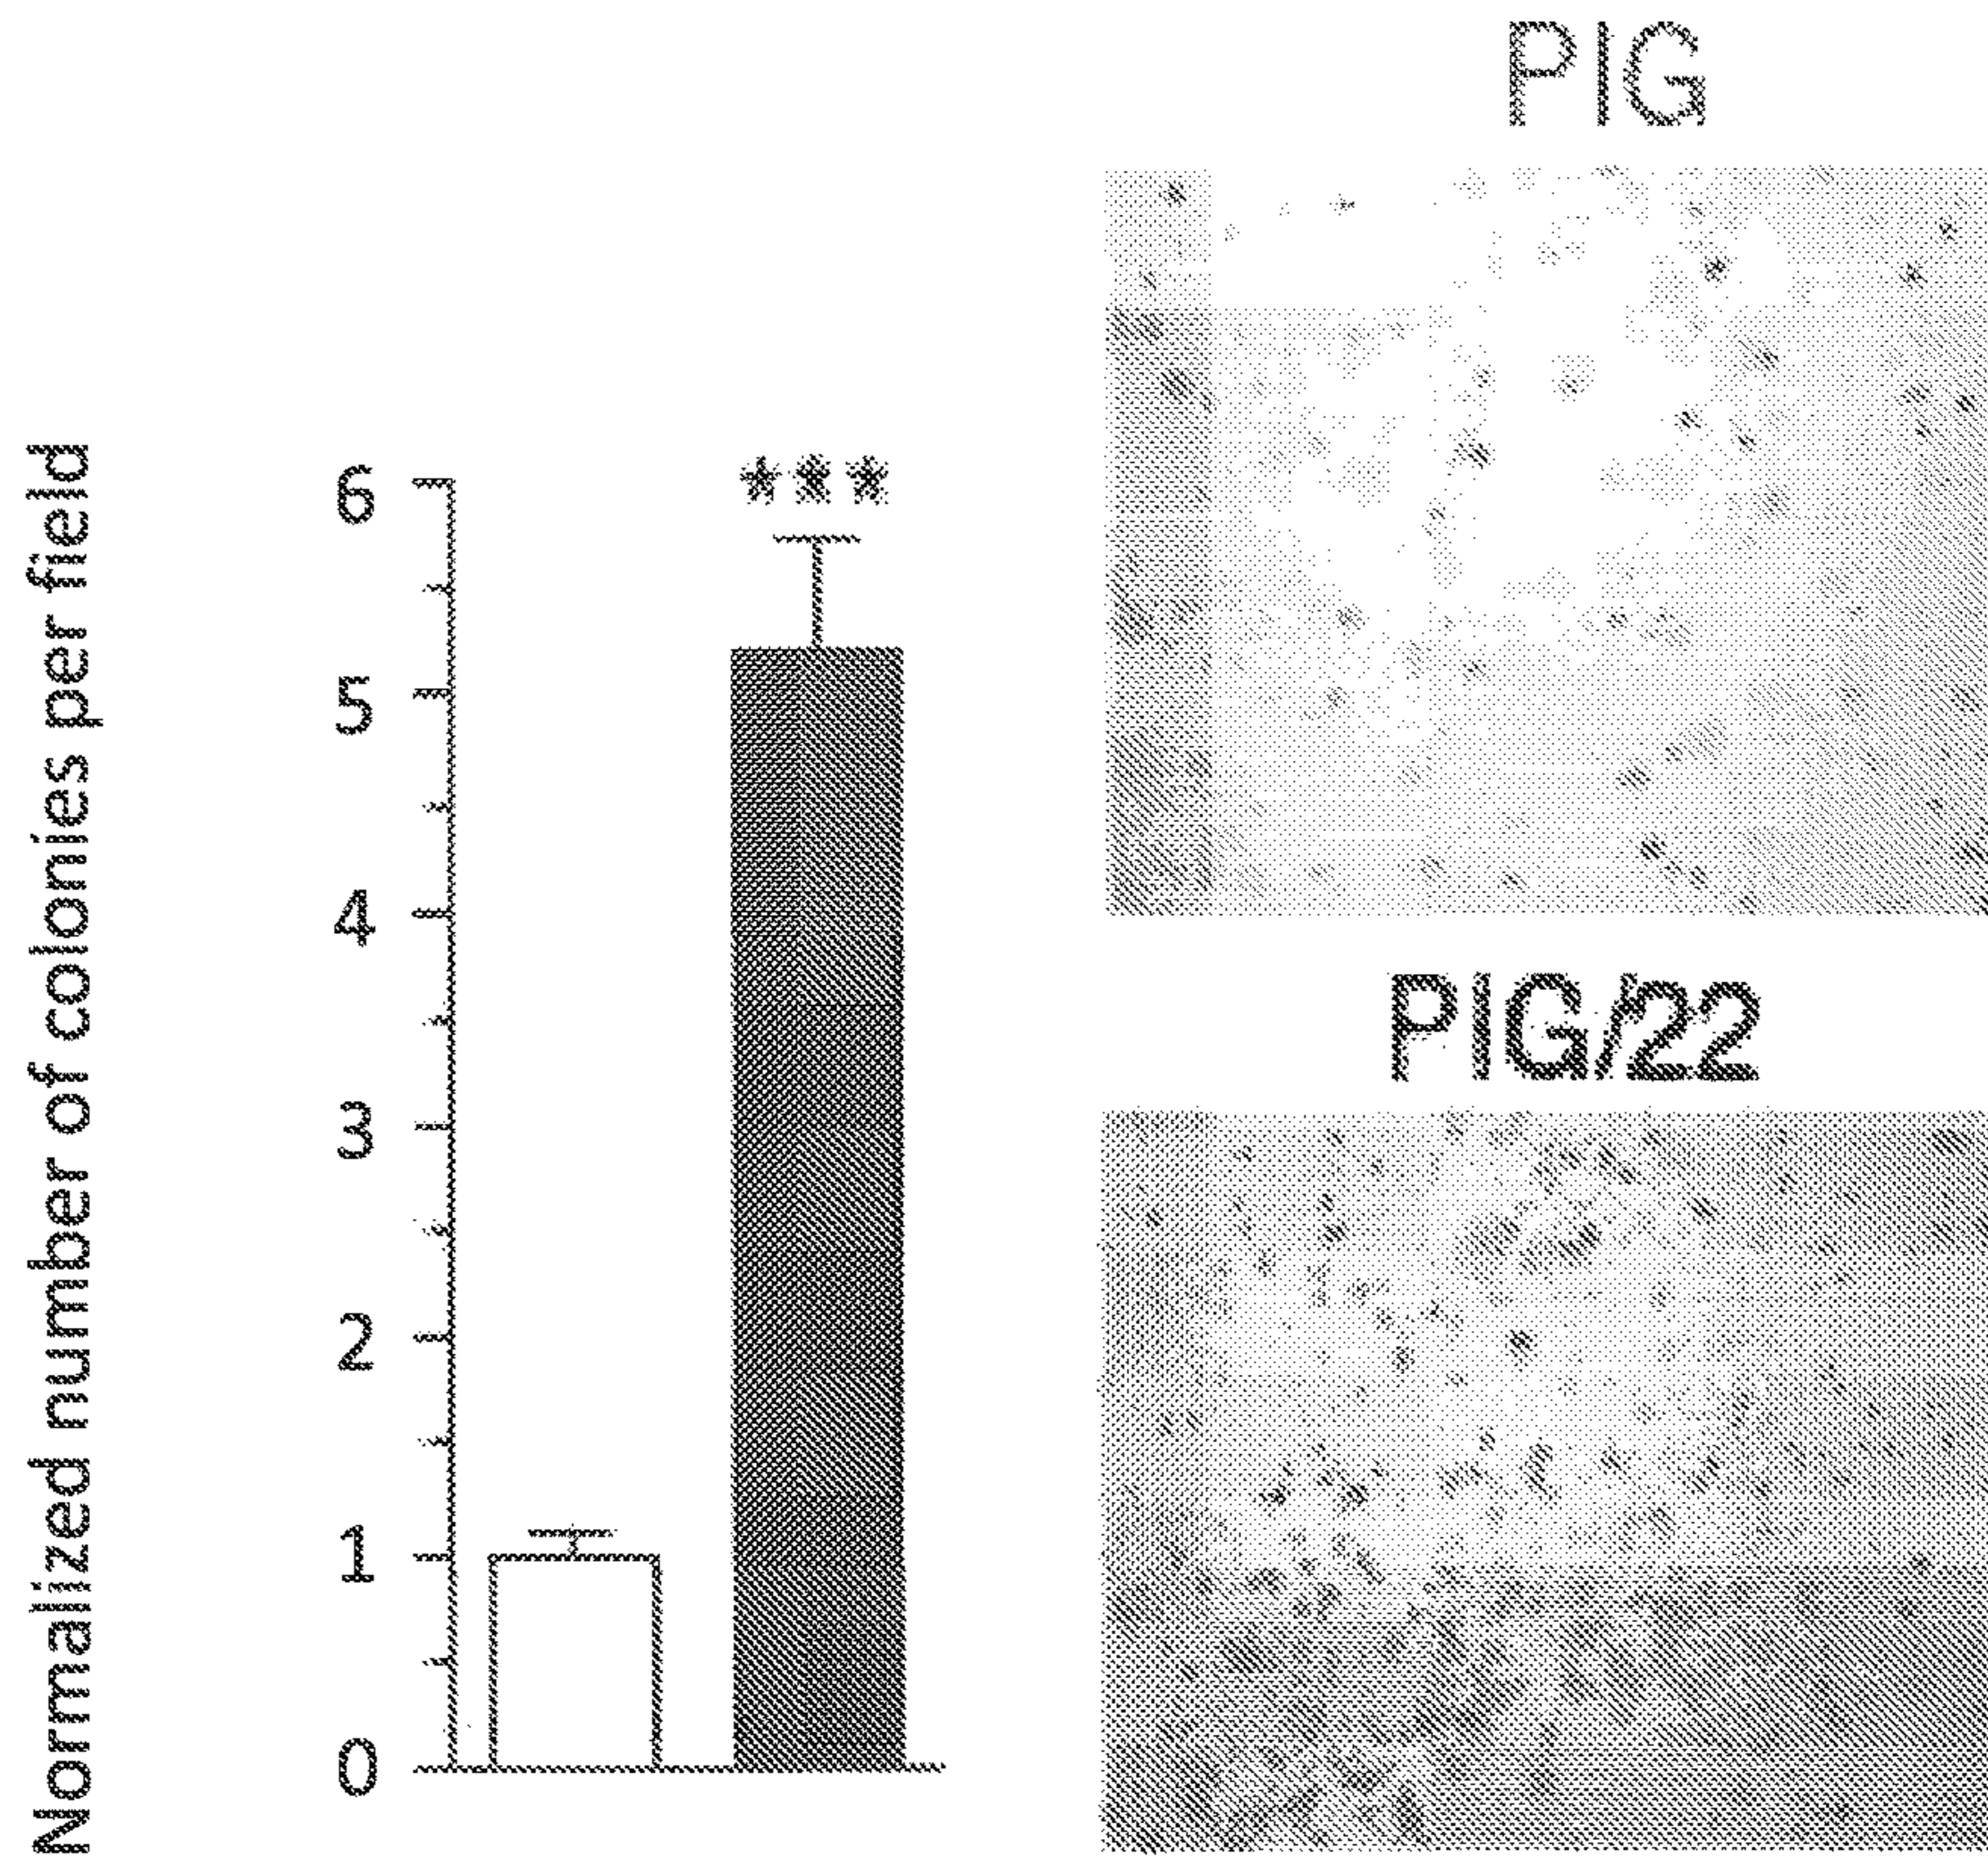 Normalized number of colonies per field
6
5
4
3
2
1
0
***
PIG
PIG/22